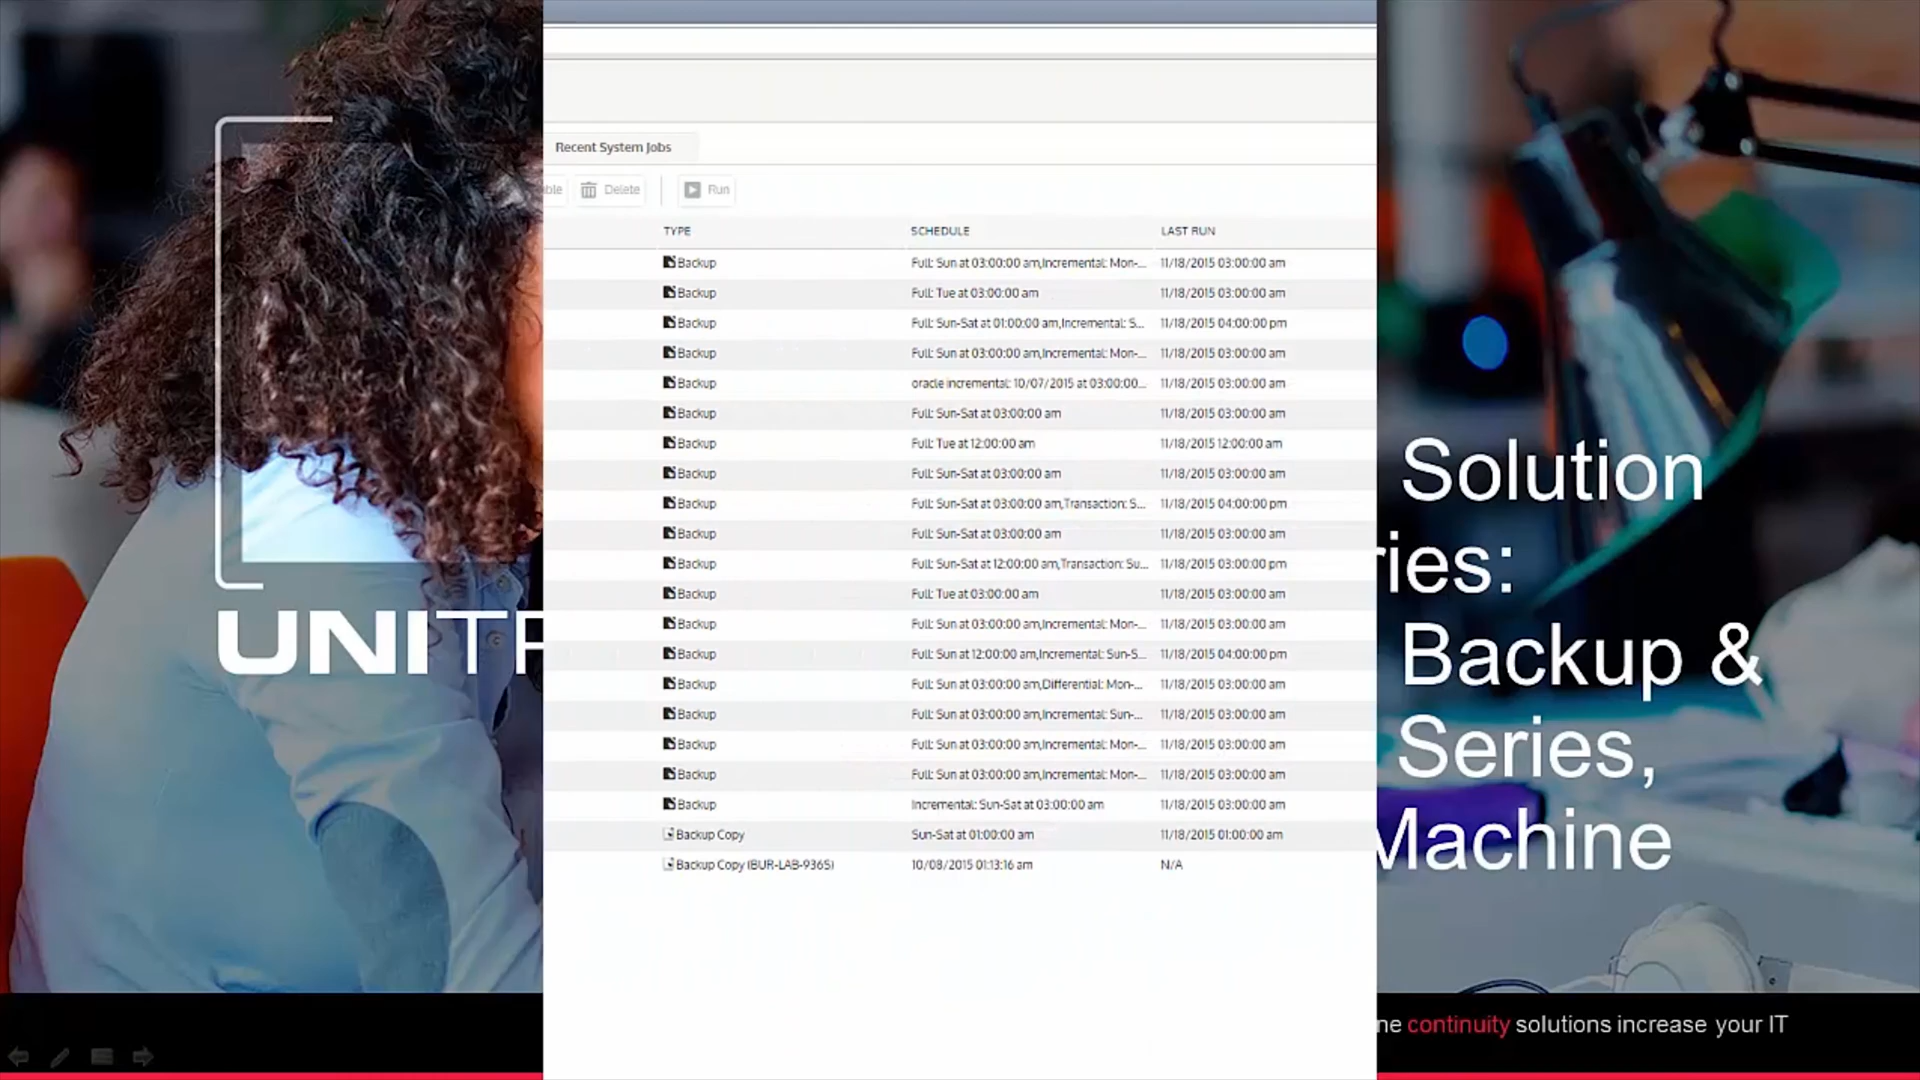 Recent System Jobs
ble Delete Run
TYPE SCHEDULE LAST RUN
Backup Full: Sun at 03:00:00 am,Incremental: Mon-... 11/18/2015 03:00:00 am
Backup Full: Tue at 03:00:00 am 11/18/2015 03:00:00 am
Backup Full: Sun-Sat at 01:00:00 am,Incremental: S... 11/18/2015 04:00:00 pm
Backup Full: Sun at 03:00:00 am,Incremental: Mon-... 11/18/2015 03:00:00 am
Backup oracle incremental: 10/07/2015 at 03:00:00... 11/18/2015 03:00:00 am
Backup Full: Sun-Sat at 03:00:00 am 11/18/2015 03:00:00 am
Backup Full: Tue at 12:00:00 am 11/18/2015 12:00:00 am
Backup Full: Sun-Sat at 03:00:00 am 11/18/2015 03:00:00 am
Backup Full: Sun-Sat at 03:00:00 am,Transaction: S... 11/18/2015 04:00:00 pm
Backup Full: Sun-Sat at 03:00:00 am 11/18/2015 03:00:00 am
Backup Full: Sun-Sat at 12:00:00 am,Transaction: Su... 11/18/2015 03:00:00 pm
Backup Full: Tue at 03:00:00 am 11/18/2015 03:00:00 am
Backup Full: Sun at 03:00:00 am,Incremental: Mon-... 11/18/2015 03:00:00 am
Backup Full: Sun at 12:00:00 am,Incremental: Sun-S... 11/18/2015 04:00:00 pm
Backup Full: Sun at 03:00:00 am,Differential: Mon-... 11/18/2015 03:00:00 am
Backup Full: Sun at 03:00:00 am,Incremental: Sun-... 11/18/2015 03:00:00 am
Backup Full: Sun at 03:00:00 am,Incremental: Mon-... 11/18/2015 03:00:00 am
Backup Full: Sun at 03:00:00 am,Incremental: Mon-... 11/18/2015 03:00:00 am
Backup Incremental: Sun-Sat at 03:00:00 am 11/18/2015 03:00:00 am
Backup Copy Sun-Sat at 01:00:00 am 11/18/2015 01:00:00 am
Backup Copy (BUR-LAB-9365) 10/08/2015 01:13:16 am N/A
UNIT
Solution
ries:
Backup &
Series,
Machine
ne continuity solutions increase your IT